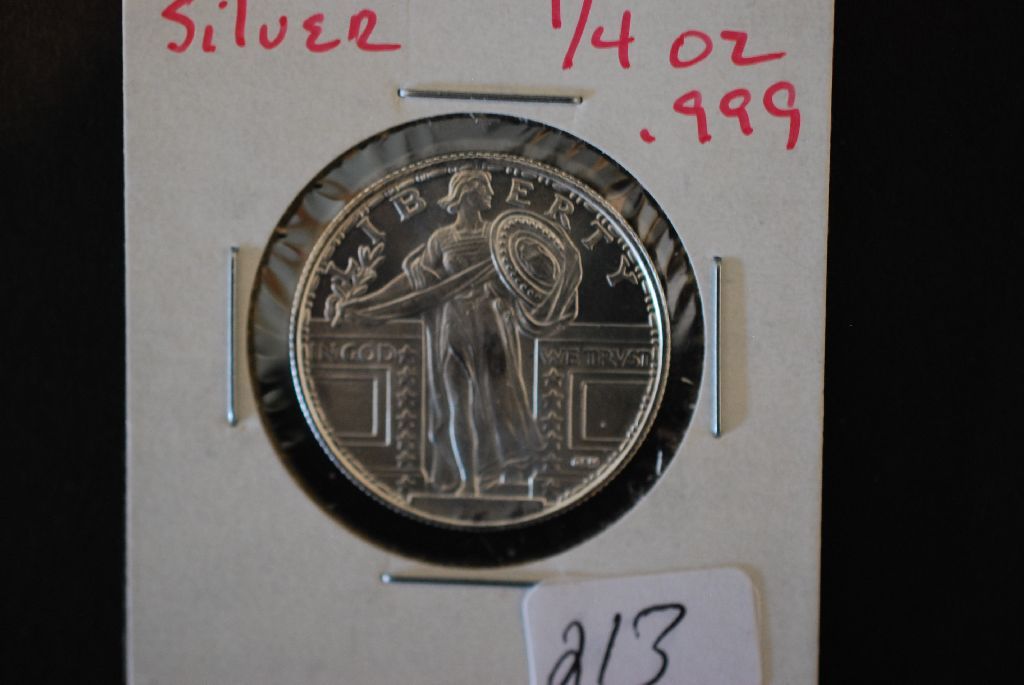 Silver 1/4 oz
.999
LIBERTY
IN GOD WE TRUST
213